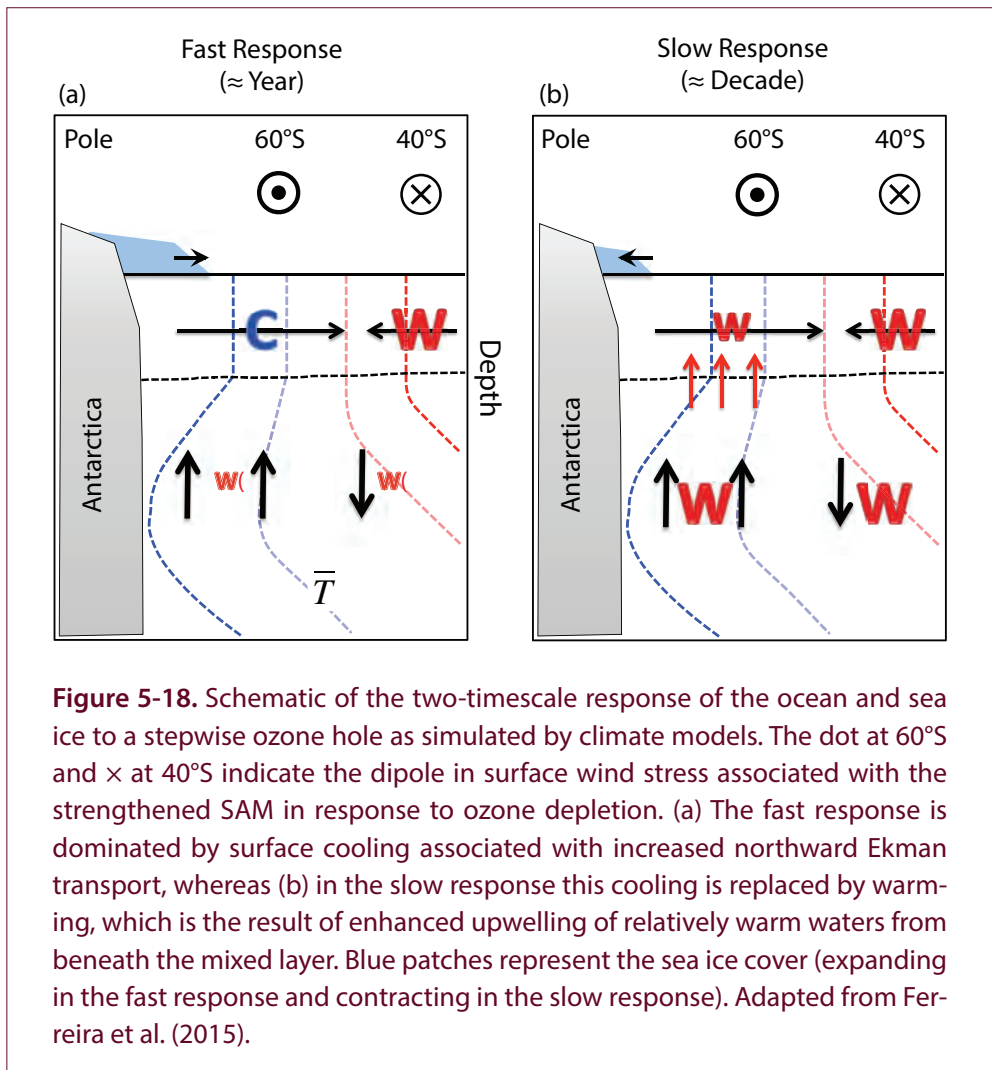 Fast Response
(≈ Year)
Slow Response
(≈ Decade)
(a)
(b)
Pole
60°S
40°S
Pole
60°S
40°S
C
W
W
W
Depth
Antarctica
Antarctica
W(
W(
W
W
T̅
Figure 5-18. Schematic of the two-timescale response of the ocean and sea
ice to a stepwise ozone hole as simulated by climate models. The dot at 60°S
and × at 40°S indicate the dipole in surface wind stress associated with the
strengthened SAM in response to ozone depletion. (a) The fast response is
dominated by surface cooling associated with increased northward Ekman
transport, whereas (b) in the slow response this cooling is replaced by warm-
ing, which is the result of enhanced upwelling of relatively warm waters from
beneath the mixed layer. Blue patches represent the sea ice cover (expanding
in the fast response and contracting in the slow response). Adapted from Fer-
reira et al. (2015).